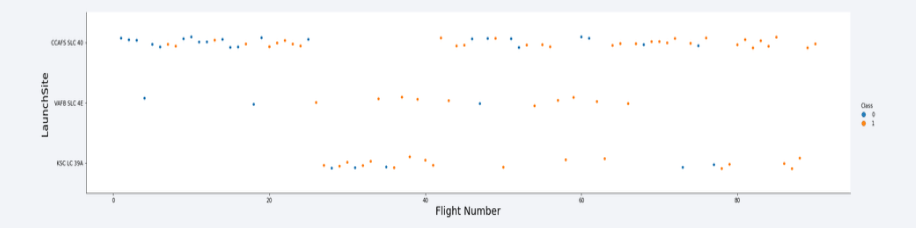 CCAFS SLC 40
VAFB SLC 4E
KSC LC 39A
LaunchSite
0 20 40 60 80
Flight Number
Class
0
1